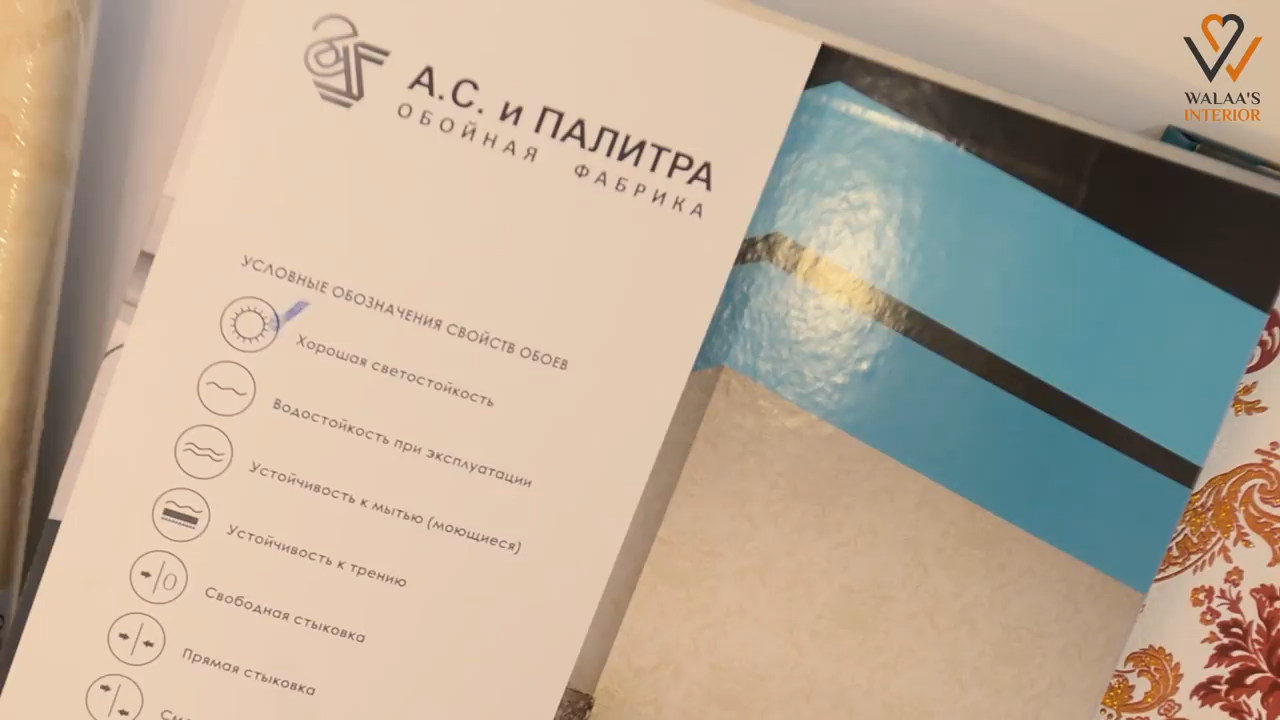 А.С. и ПАЛИТРА
ОБОЙНАЯ ФАБРИКА
УСЛОВНЫЕ ОБОЗНАЧЕНИЯ СВОЙСТВ ОБОЕВ
Хорошая светостойкость
Водостойкость при эксплуатации
Устойчивость к мытью (моющиеся)
Устойчивость к трению
Свободная стыковка
Прямая стыковка
WALAA'S
INTERIOR